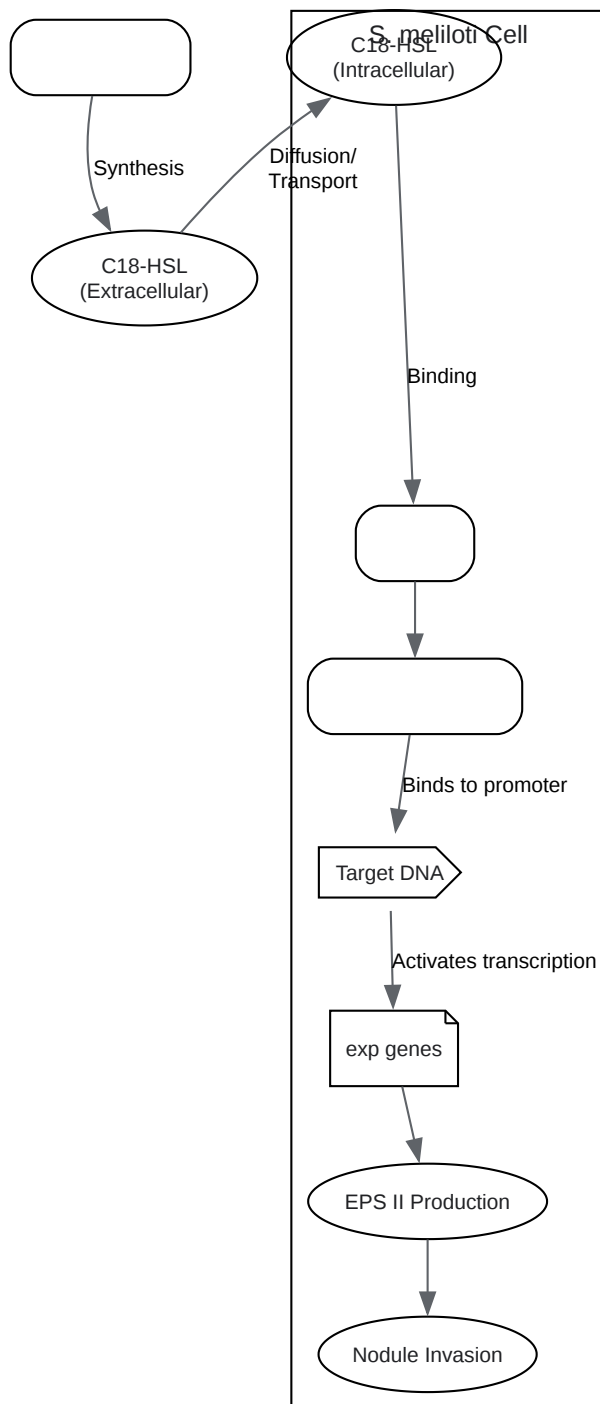 S. meliloti Cell
C18-HSL
(Intracellular)
Synthesis
Diffusion/
Transport
C18-HSL
(Extracellular)
Binding
Binds to promoter
Target DNA
Activates transcription
exp genes
EPS II Production
Nodule Invasion